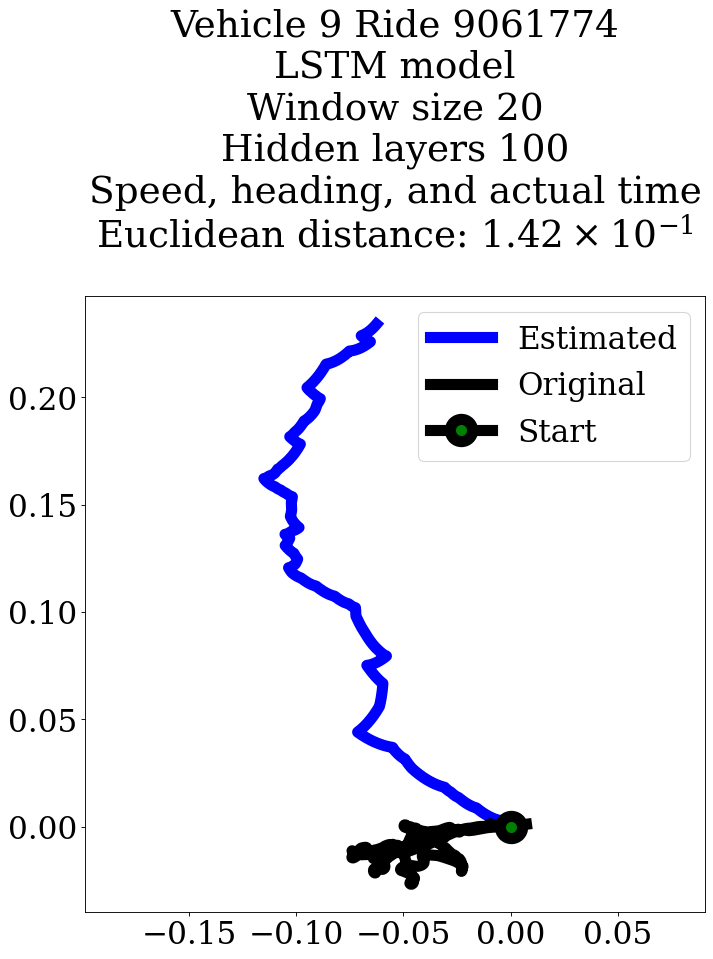 Vehicle 9 Ride 9061774
LSTM model
Window size 20
Hidden layers 100
Speed, heading, and actual time
Euclidean distance: 1.42 × 10⁻¹
Estimated
Original
Start
0.20
0.15
0.10
0.05
0.00
−0.15 −0.10 −0.05 0.00 0.05